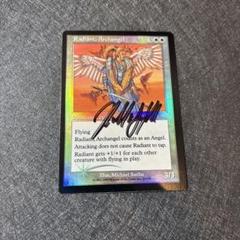 Radiant, Archangel
Flying
Radiant, Archangel counts as an Angel.
Attacking does not cause Radiant to tap.
Radiant gets +1/+1 for each other
creature with flying in play.
Illus. Michael Sutfin
3/3